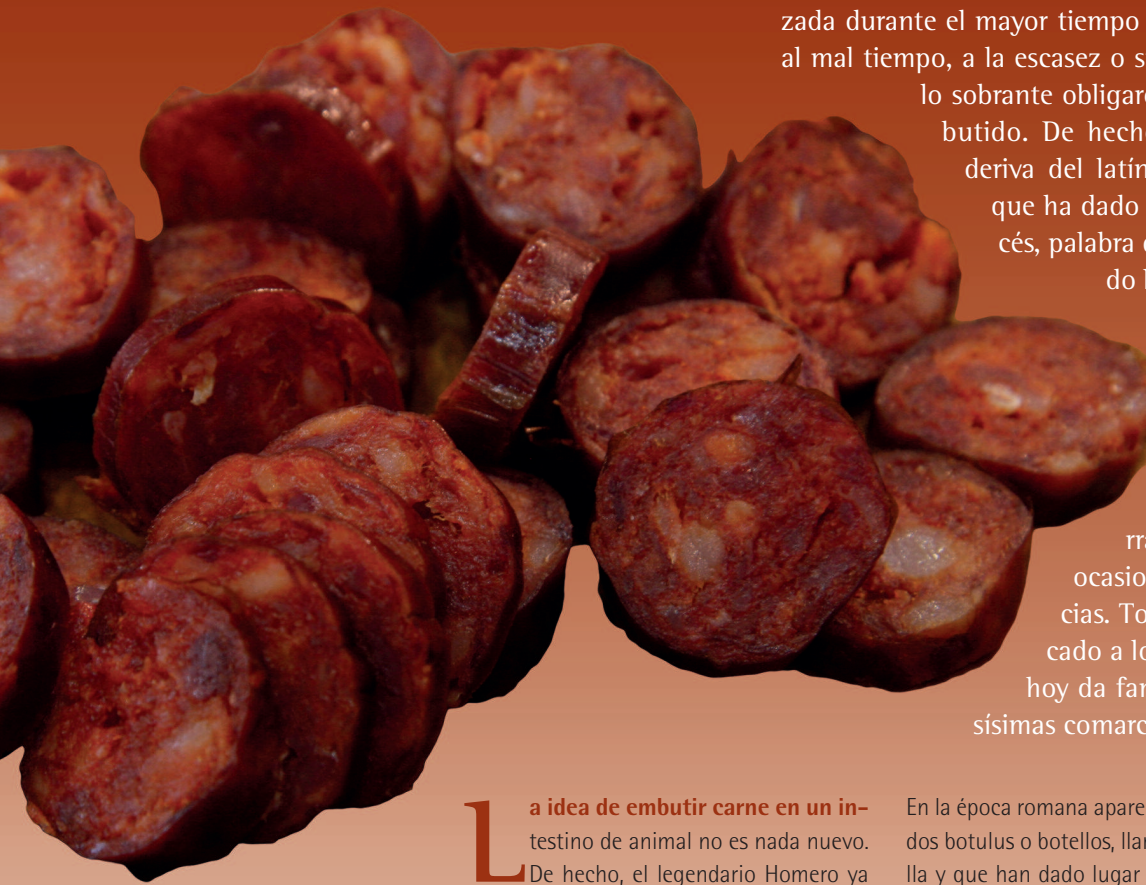 zada durante el mayor tiempo
al mal tiempo, a la escasez o s
lo sobrante obligar
butido. De hech
deriva del latín
que ha dado
cés, palabra
do
rr
ocasio
cias. To
cado a lo
hoy da fa
sísimas comarc
La idea de embutir carne en un in-
testino de animal no es nada nuevo.
De hecho, el legendario Homero ya
En la época romana apare
dos botulus o botellos, lla
lla y que han dado lugar